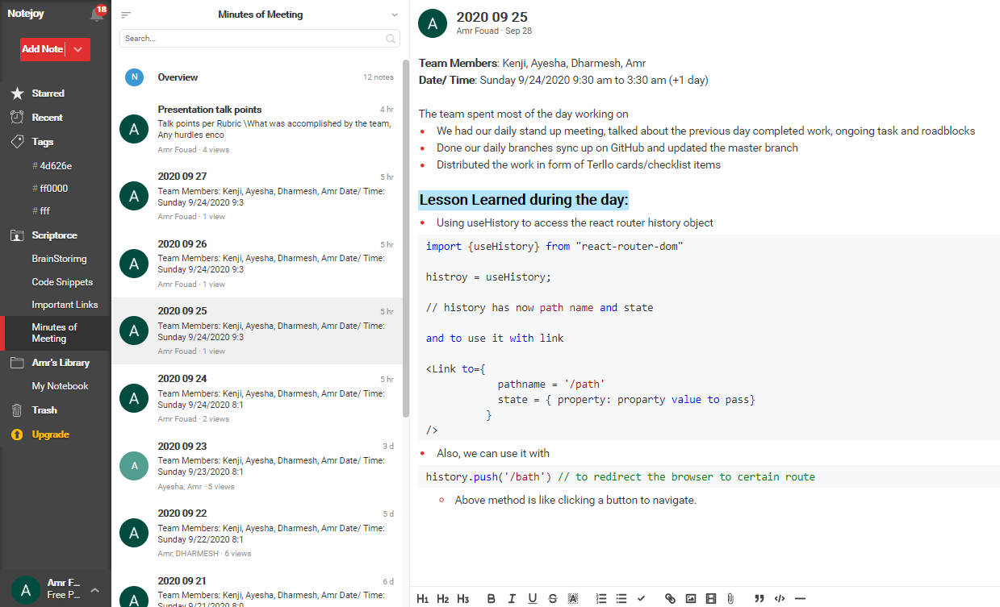 Notejoy
18
Add Note
Starred
Recent
Tags
# 4d626e
# ff0000
# fff
Scriptorce
BrainStorimg
Code Snippets
Important Links
Minutes of
Meeting
Amr's Library
My Notebook
Trash
Upgrade
A
Amr F...
Free P...
Minutes of Meeting
Search...
N
Overview
12 notes
A
Presentation talk points
4 hr
Talk points per Rubric \What was accomplished by the team,
Any hurdles enco
Amr Fouad · 4 views
A
2020 09 27
5 hr
Team Members: Kenji, Ayesha, Dharmesh, Amr Date/ Time:
Sunday 9/24/2020 9:3
Amr Fouad · 1 view
A
2020 09 26
5 hr
Team Members: Kenji, Ayesha, Dharmesh, Amr Date/ Time:
Sunday 9/24/2020 9:3
Amr Fouad · 1 view
A
2020 09 25
5 hr
Team Members: Kenji, Ayesha, Dharmesh, Amr Date/ Time:
Sunday 9/24/2020 9:3
Amr Fouad · 1 view
A
2020 09 24
5 hr
Team Members: Kenji, Ayesha, Dharmesh, Amr Date/ Time:
Sunday 9/24/2020 8:1
Amr Fouad · 2 views
A
2020 09 23
3 d
Team Members: Kenji, Ayesha, Dharmesh, Amr Date/ Time:
Sunday 9/23/2020 8:1
Ayesha, Amr · 5 views
A
2020 09 22
5 d
Team Members: Kenji, Ayesha, Dharmesh, Amr Date/ Time:
Sunday 9/22/2020 8:1
Amr, DHARMESH · 6 views
A
2020 09 21
6 d
Team Members: Kenji, Ayesha, Dharmesh, Amr Date/ Time:
Sunday 9/21/2020 8:0
A
2020 09 25
Amr Fouad · Sep 28
Team Members: Kenji, Ayesha, Dharmesh, Amr
Date/ Time: Sunday 9/24/2020 9:30 am to 3:30 am (+1 day)
The team spent most of the day working on
• We had our daily stand up meeting, talked about the previous day completed work, ongoing task and roadblocks
• Done our daily branches sync up on GitHub and updated the master branch
• Distributed the work in form of Terllo cards/checklist items
Lesson Learned during the day:
• Using useHistory to access the react router history object
import {useHistory} from "react-router-dom"
histroy = useHistory;
// history has now path name and state
and to use it with link
<Link to={
pathname = '/path'
state = { property: property value to pass}
}
/>
• Also, we can use it with
history.push('/bath') // to redirect the browser to certain route
◦ Above method is like clicking a button to navigate.
H1 H2 H3 B I U S A